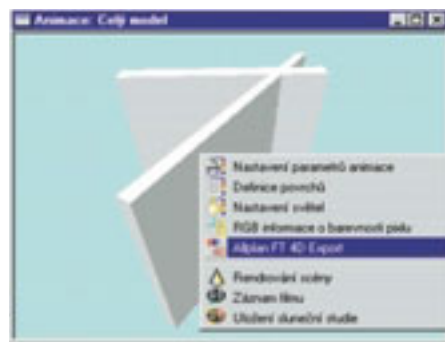 Animace: Celý model
Nastavení parametrů animace
Definice povrchů
Nastavení světel
RGB informace o barevnosti pixlu
Allplan FT 4D Export
Rendrování scény
Záznam filmu
Uložení sluneční studie